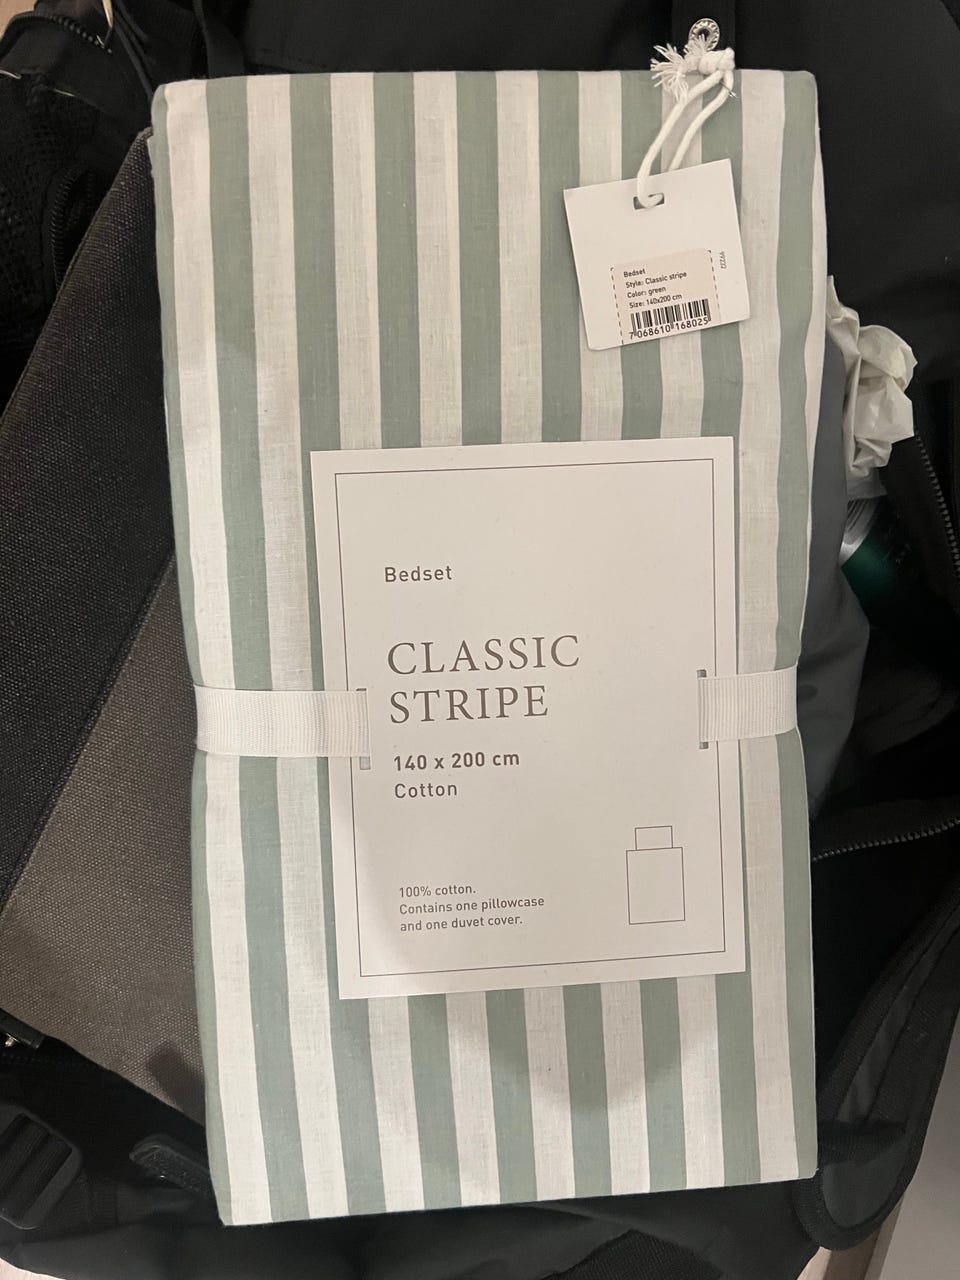 Bedset
Style: Classic stripe
Color: green
Size: 140x200 cm
7 068610 168025
Bedset
CLASSIC
STRIPE
140 x 200 cm
Cotton
100% cotton.
Contains one pillowcase
and one duvet cover.